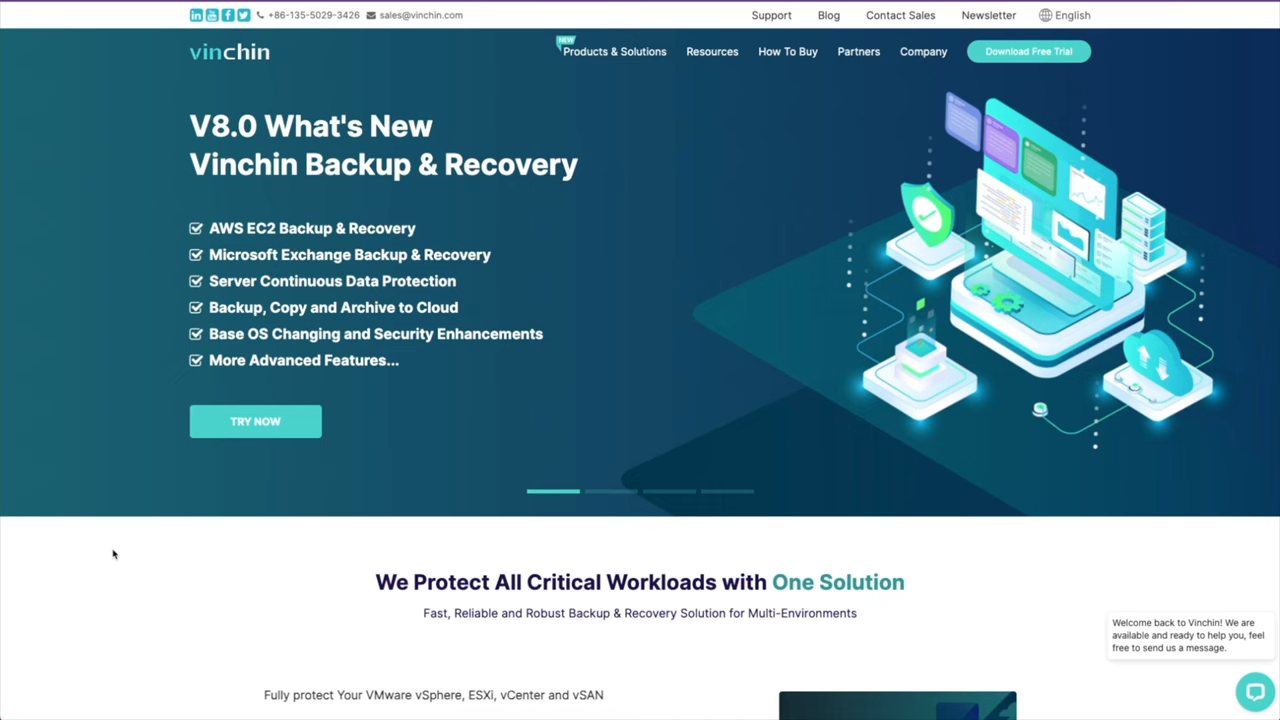 +86-135-5029-3426 sales@vinchin.com Support Blog Contact Sales Newsletter English
vinchin
NEW
Products & Solutions Resources How To Buy Partners Company Download Free Trial
V8.0 What's New
Vinchin Backup & Recovery
AWS EC2 Backup & Recovery
Microsoft Exchange Backup & Recovery
Server Continuous Data Protection
Backup, Copy and Archive to Cloud
Base OS Changing and Security Enhancements
More Advanced Features...
TRY NOW
We Protect All Critical Workloads with One Solution
Fast, Reliable and Robust Backup & Recovery Solution for Multi-Environments
Welcome back to Vinchin! We are
available and ready to help you, feel
free to send us a message.
Fully protect Your VMware vSphere, ESXi, vCenter and vSAN